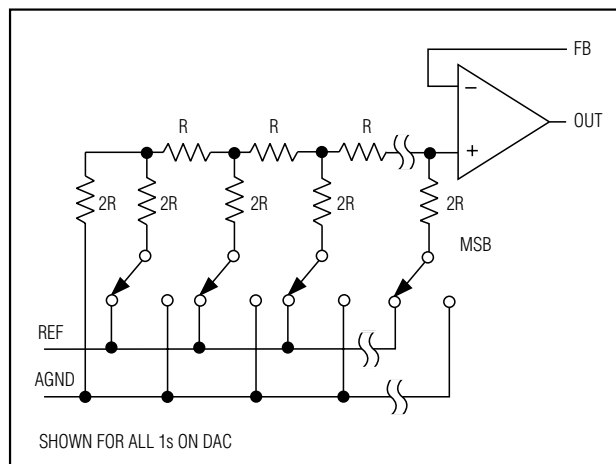 FB
OUT
−
+
R R R
2R 2R 2R 2R 2R
MSB
REF
AGND
SHOWN FOR ALL 1s ON DAC